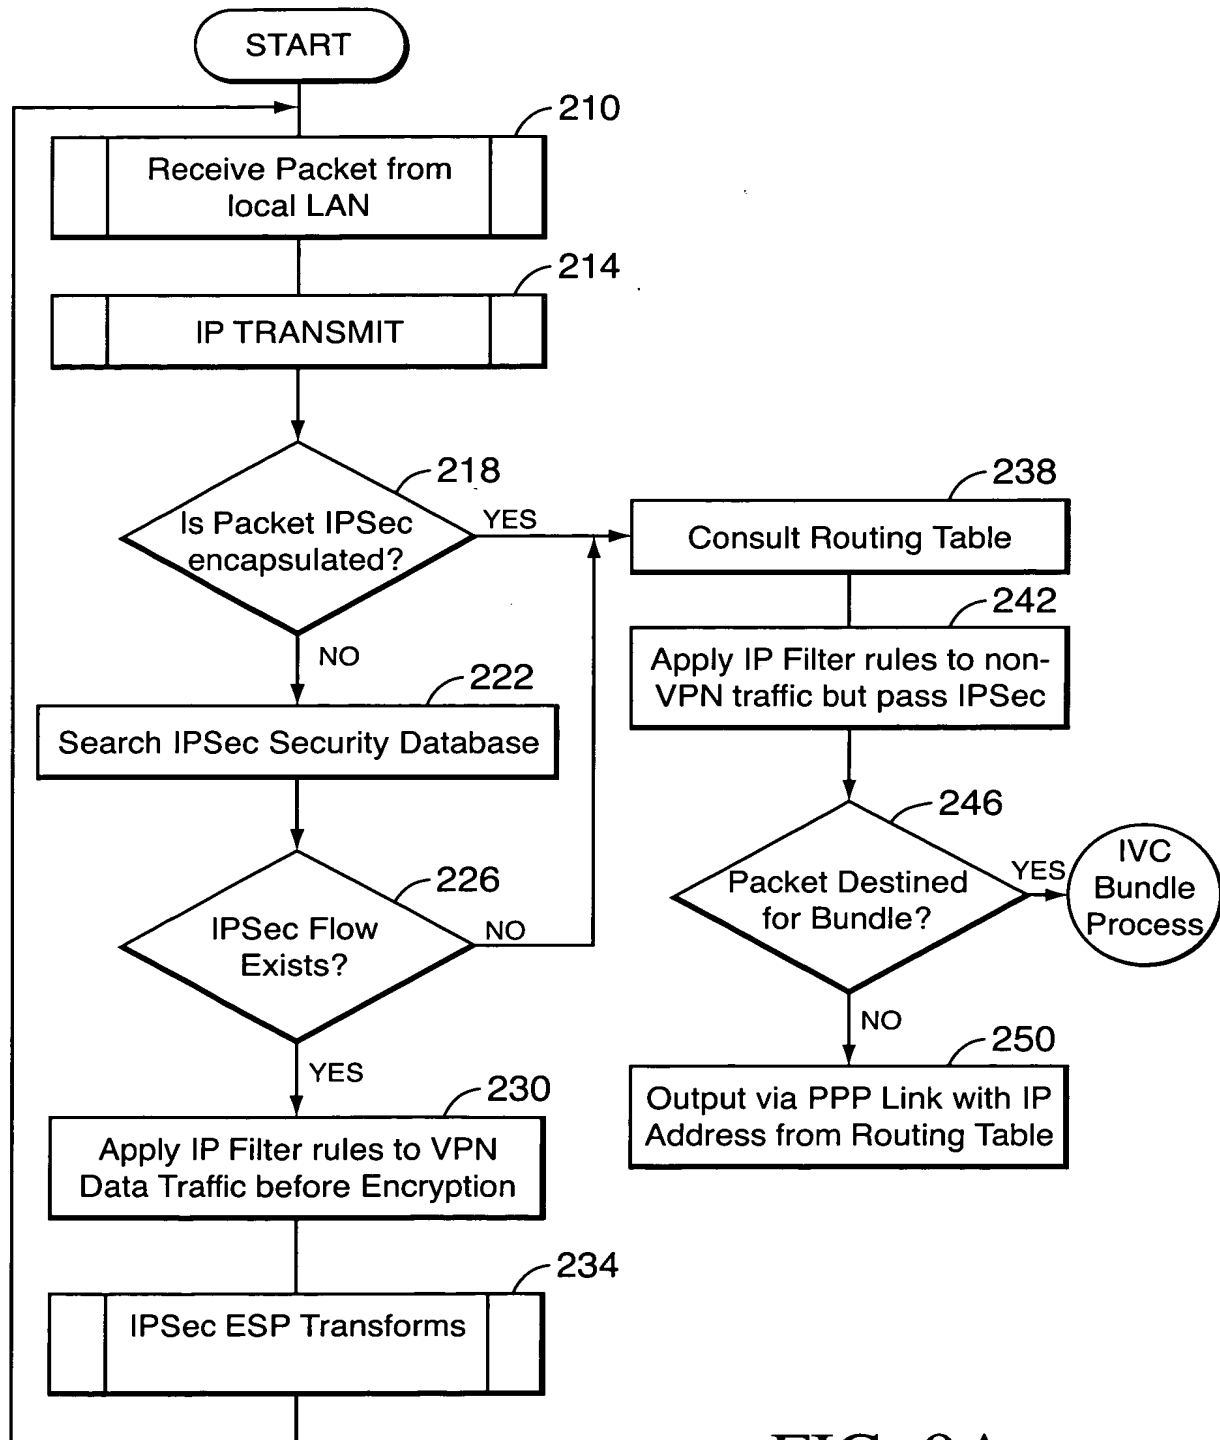 START
210
Receive Packet from
local LAN
214
IP TRANSMIT
218
Is Packet IPSec
encapsulated?
YES
NO
222
Search IPSec Security Database
226
IPSec Flow
Exists?
NO
YES
230
Apply IP Filter rules to VPN
Data Traffic before Encryption
234
IPSec ESP Transforms
238
Consult Routing Table
242
Apply IP Filter rules to non-
VPN traffic but pass IPSec
246
Packet Destined
for Bundle?
YES
IVC
Bundle
Process
NO
250
Output via PPP Link with IP
Address from Routing Table